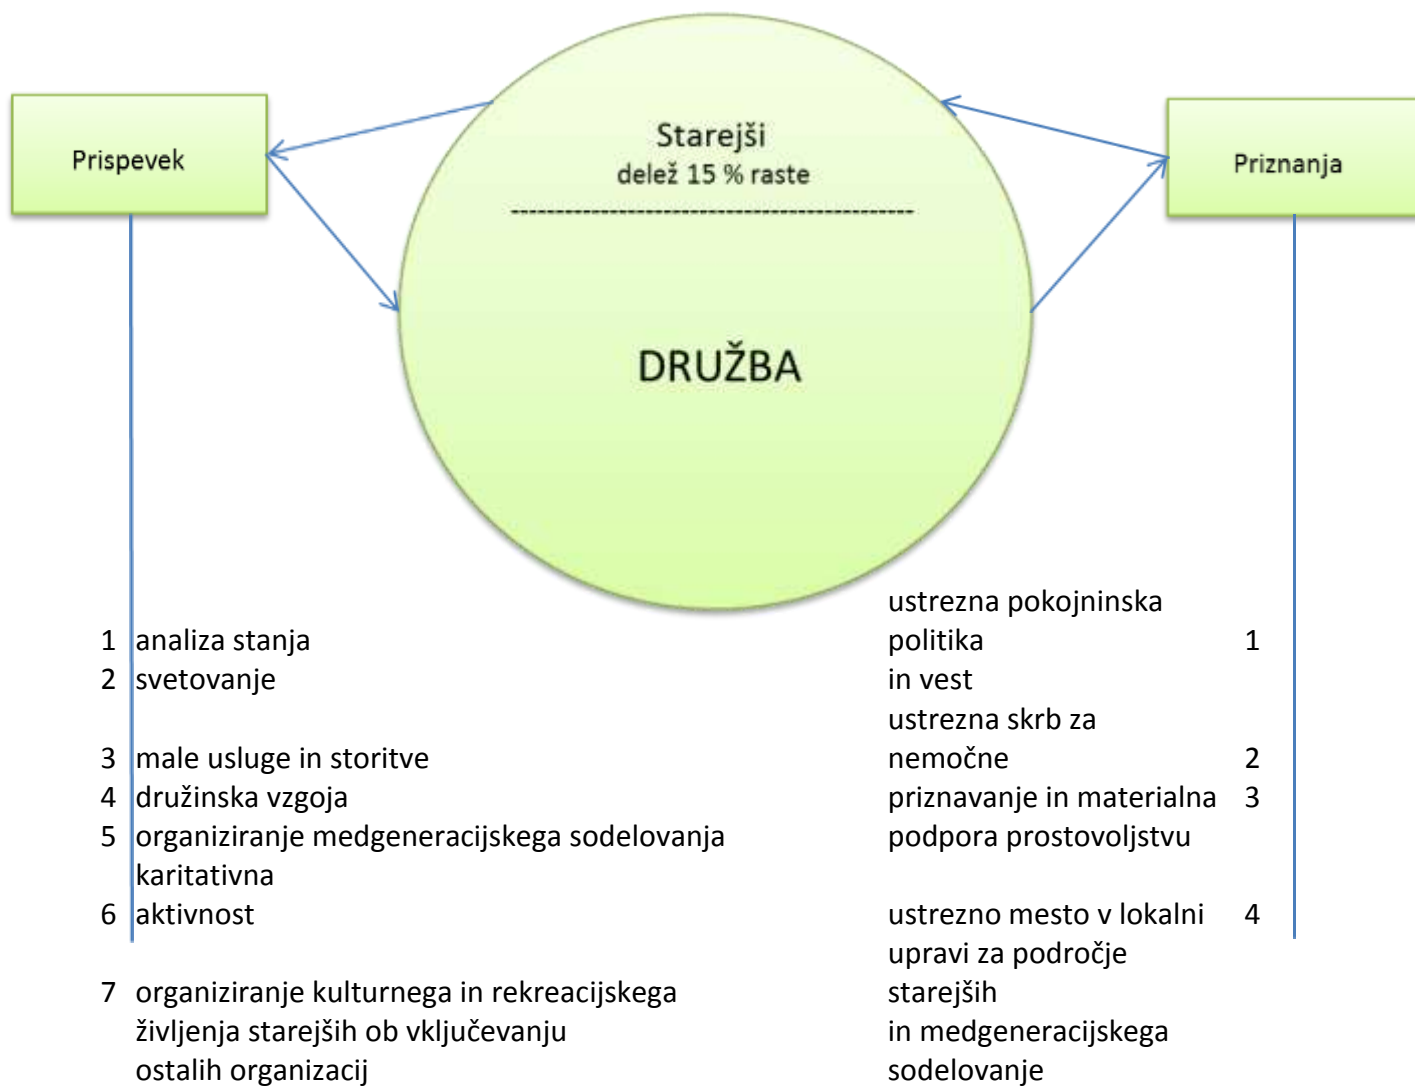 Prispevek
Starejši
delež 15 % raste
Priznanja
DRUŽBA
1 analiza stanja
2 svetovanje
3 male usluge in storitve
4 družinska vzgoja
5 organiziranje medgeneracijskega sodelovanja
karitativna
6 aktivnost
7 organiziranje kulturnega in rekreacijskega
življenja starejših ob vključevanju
ostalih organizacij
ustrezna pokojninska
politika 1
in vest
ustrezna skrb za
nemočne 2
priznavanje in materialna 3
podpora prostovoljstvu
ustrezno mesto v lokalni 4
upravi za področje
starejših
in medgeneracijskega
sodelovanje